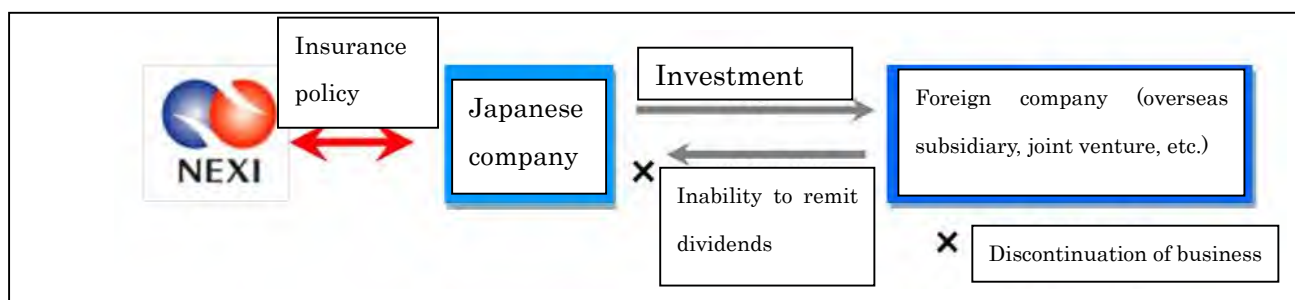 Insurance
policy
NEXI
Japanese
company
Investment
Inability to remit
dividends
Foreign company (overseas
subsidiary, joint venture, etc.)
Discontinuation of business